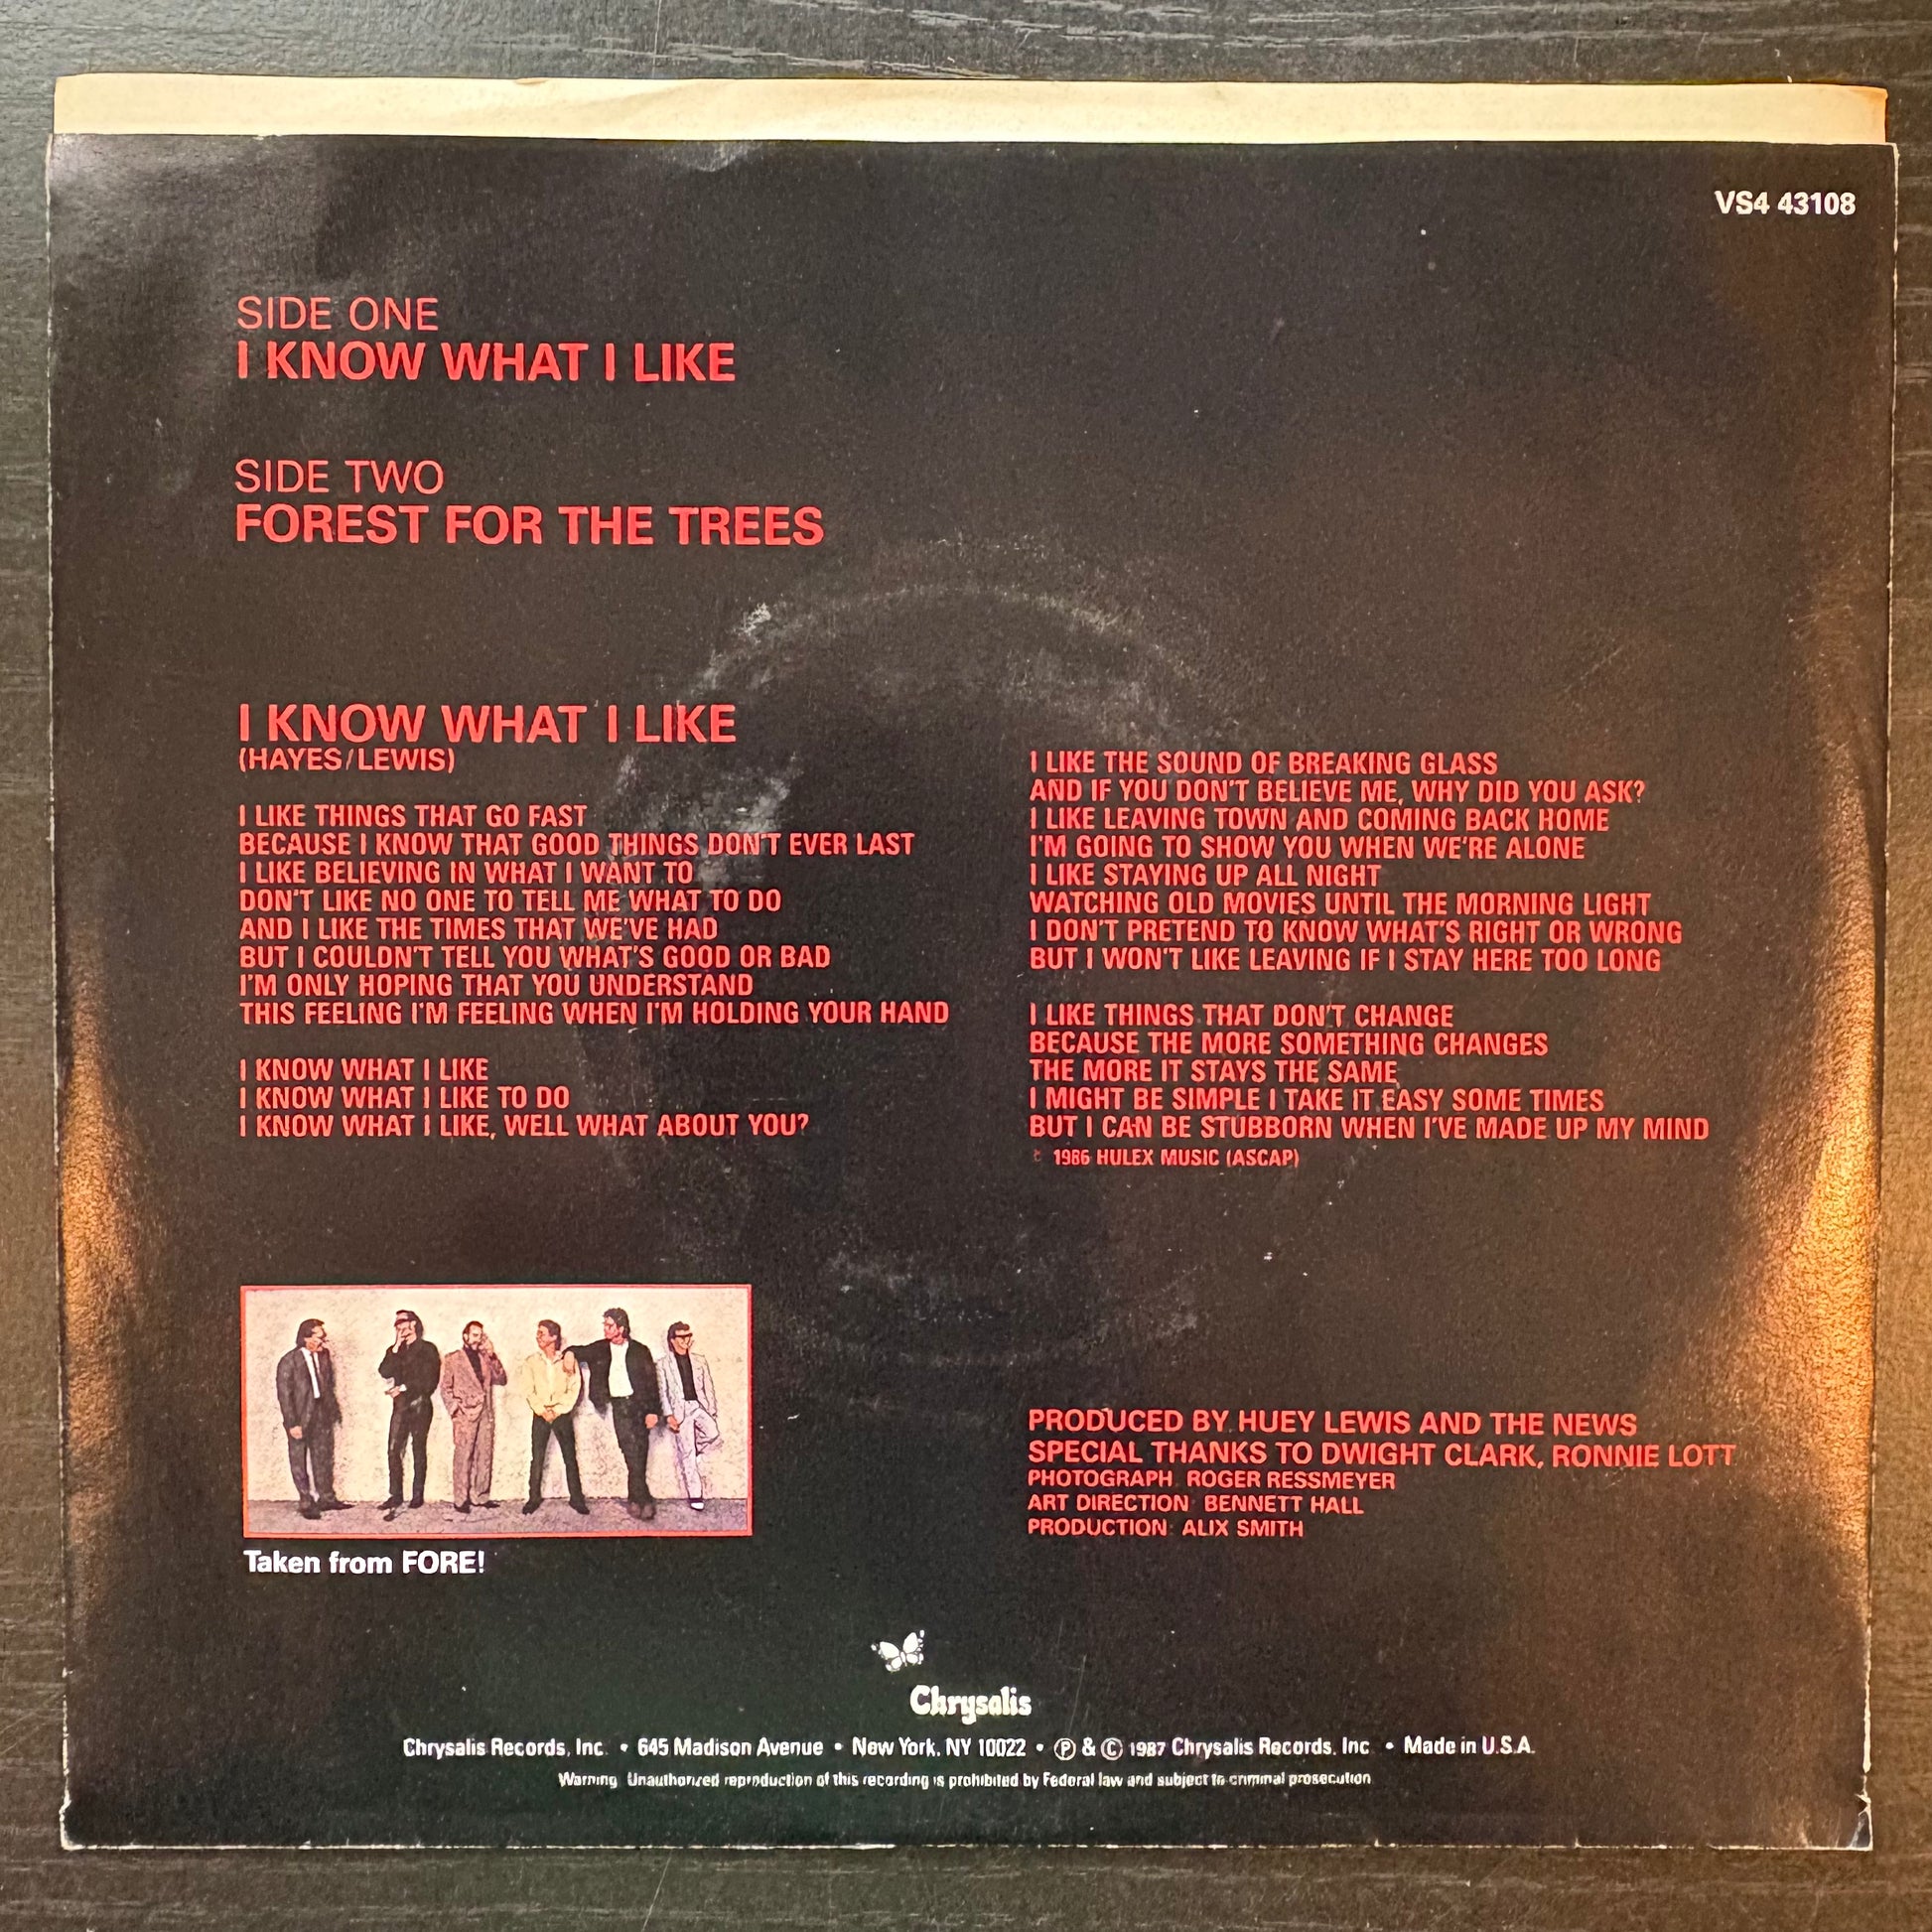 VS4 43108
SIDE ONE
I KNOW WHAT I LIKE
SIDE TWO
FOREST FOR THE TREES
I KNOW WHAT I LIKE
(HAYES/LEWIS)
I LIKE THINGS THAT GO FAST
BECAUSE I KNOW THAT GOOD THINGS DON'T EVER LAST
I LIKE BELIEVING IN WHAT I WANT TO
DON'T LIKE NO ONE TO TELL ME WHAT TO DO
AND I LIKE THE TIMES THAT WE'VE HAD
BUT I COULDN'T TELL YOU WHAT'S GOOD OR BAD
I'M ONLY HOPING THAT YOU UNDERSTAND
THIS FEELING I'M FEELING WHEN I'M HOLDING YOUR HAND
I KNOW WHAT I LIKE
I KNOW WHAT I LIKE TO DO
I KNOW WHAT I LIKE, WELL WHAT ABOUT YOU?
I LIKE THE SOUND OF BREAKING GLASS
AND IF YOU DON'T BELIEVE ME, WHY DID YOU ASK?
I LIKE LEAVING TOWN AND COMING BACK HOME
I'M GOING TO SHOW YOU WHEN WE'RE ALONE
I LIKE STAYING UP ALL NIGHT
WATCHING OLD MOVIES UNTIL THE MORNING LIGHT
I DON'T PRETEND TO KNOW WHAT'S RIGHT OR WRONG
BUT I WON'T LIKE LEAVING IF I STAY HERE TOO LONG
I LIKE THINGS THAT DON'T CHANGE
BECAUSE THE MORE SOMETHING CHANGES
THE MORE IT STAYS THE SAME
I MIGHT BE SIMPLE I TAKE IT EASY SOME TIMES
BUT I CAN BE STUBBORN WHEN I'VE MADE UP MY MIND
© 1986 HULEX MUSIC (ASCAP)
Taken from FORE!
PRODUCED BY HUEY LEWIS AND THE NEWS
SPECIAL THANKS TO DWIGHT CLARK, RONNIE LOTT
PHOTOGRAPH: ROGER RESSMEYER
ART DIRECTION: BENNETT HALL
PRODUCTION: ALIX SMITH
Chrysalis
Chrysalis Records, Inc. • 645 Madison Avenue • New York, NY 10022 • ℗ & © 1987 Chrysalis Records, Inc. • Made in U.S.A.
Warning: Unauthorized reproduction of this recording is prohibited by Federal law and subject to criminal prosecution